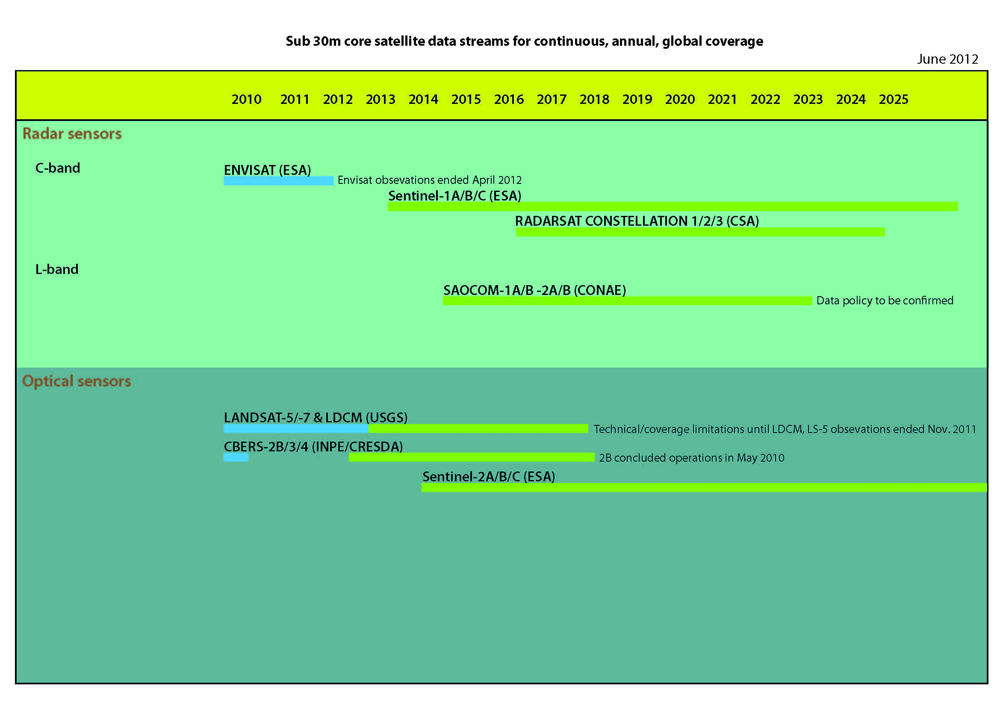 Sub 30m core satellite data streams for continuous, annual, global coverage
June 2012
2010 2011 2012 2013 2014 2015 2016 2017 2018 2019 2020 2021 2022 2023 2024 2025
Radar sensors
C-band
ENVISAT (ESA)
Envisat obsevations ended April 2012
Sentinel-1A/B/C (ESA)
RADARSAT CONSTELLATION 1/2/3 (CSA)
L-band
SAOCOM-1A/B -2A/B (CONAE)
Data policy to be confirmed
Optical sensors
LANDSAT-5/-7 & LDCM (USGS)
Technical/coverage limitations until LDCM, LS-5 obsevations ended Nov. 2011
CBERS-2B/3/4 (INPE/CRESDA)
2B concluded operations in May 2010
Sentinel-2A/B/C (ESA)